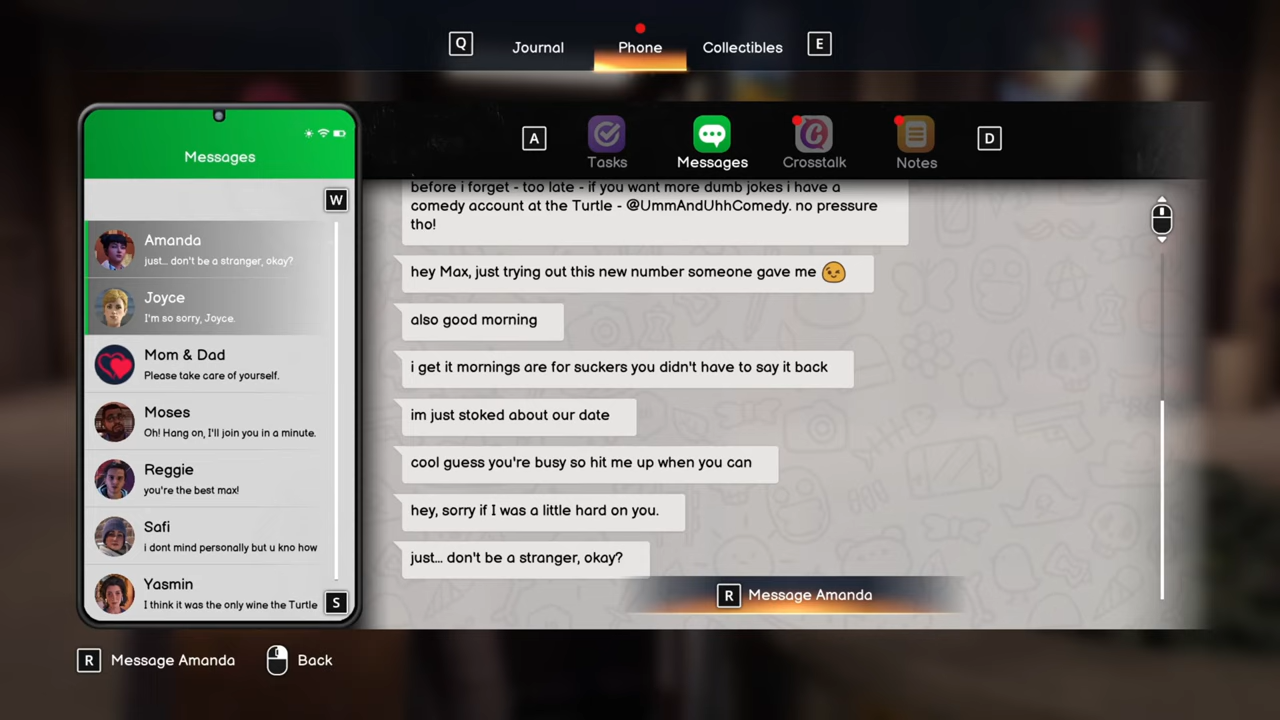 Q
Journal
Phone
Collectibles
E
Messages
A
Tasks
Messages
Crosstalk
Notes
D
W
Amanda
just... don't be a stranger, okay?
Joyce
I'm so sorry, Joyce.
Mom & Dad
Please take care of yourself.
Moses
Oh! Hang on, I'll join you in a minute.
Reggie
you're the best max!
Safi
i dont mind personally but u kno how
Yasmin
I think it was the only wine the Turtle
S
before i forget - too late - if you want more dumb jokes i have a
comedy account at the Turtle - @UmmAndUhhComedy. no pressure
tho!
hey Max, just trying out this new number someone gave me
also good morning
i get it mornings are for suckers you didn't have to say it back
im just stoked about our date
cool guess you're busy so hit me up when you can
hey, sorry if I was a little hard on you.
just... don't be a stranger, okay?
R Message Amanda
R Message Amanda
Back